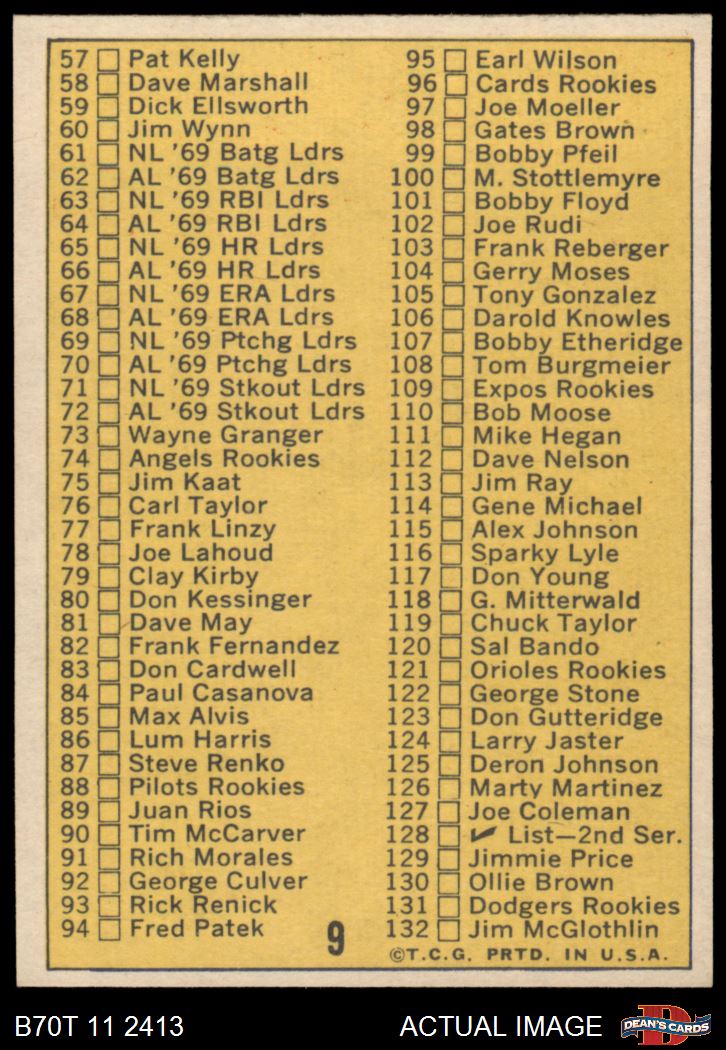 57 Pat Kelly
58 Dave Marshall
59 Dick Ellsworth
60 Jim Wynn
61 NL '69 Batg Ldrs
62 AL '69 Batg Ldrs
63 NL '69 RBI Ldrs
64 AL '69 RBI Ldrs
65 NL '69 HR Ldrs
66 AL '69 HR Ldrs
67 NL '69 ERA Ldrs
68 AL '69 ERA Ldrs
69 NL '69 Ptchg Ldrs
70 AL '69 Ptchg Ldrs
71 NL '69 Stkout Ldrs
72 AL '69 Stkout Ldrs
73 Wayne Granger
74 Angels Rookies
75 Jim Kaat
76 Carl Taylor
77 Frank Linzy
78 Joe Lahoud
79 Clay Kirby
80 Don Kessinger
81 Dave May
82 Frank Fernandez
83 Don Cardwell
84 Paul Casanova
85 Max Alvis
86 Lum Harris
87 Steve Renko
88 Pilots Rookies
89 Juan Rios
90 Tim McCarver
91 Rich Morales
92 George Culver
93 Rick Renick
94 Fred Patek
9
95 Earl Wilson
96 Cards Rookies
97 Joe Moeller
98 Gates Brown
99 Bobby Pfeil
100 M. Stottlemyre
101 Bobby Floyd
102 Joe Rudi
103 Frank Reberger
104 Gerry Moses
105 Tony Gonzalez
106 Darold Knowles
107 Bobby Etheridge
108 Tom Burgmeier
109 Expos Rookies
110 Bob Moose
111 Mike Hegan
112 Dave Nelson
113 Jim Ray
114 Gene Michael
115 Alex Johnson
116 Sparky Lyle
117 Don Young
118 G. Mitterwald
119 Chuck Taylor
120 Sal Bando
121 Orioles Rookies
122 George Stone
123 Don Gutteridge
124 Larry Jaster
125 Deron Johnson
126 Marty Martinez
127 Joe Coleman
128 ✔ List—2nd Ser.
129 Jimmie Price
130 Ollie Brown
131 Dodgers Rookies
132 Jim McGlothlin
©T.C.G. PRTD. IN U.S.A.
B70T 11 2413
ACTUAL IMAGE
D
DEAN'S CARDS